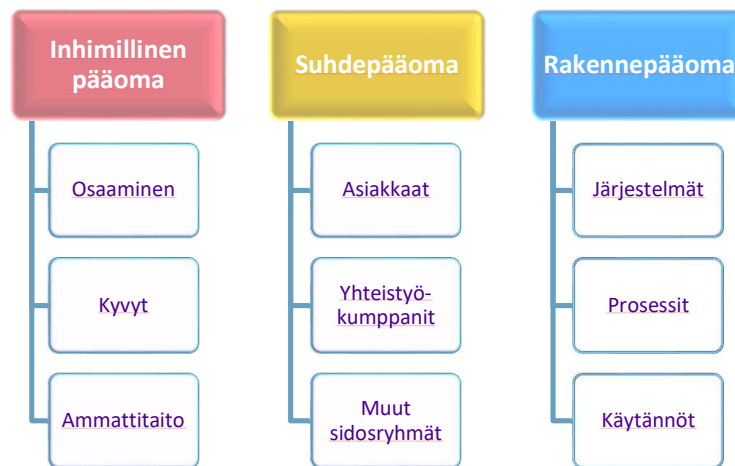 Inhimillinen
pääoma
Osaaminen
Kyvyt
Ammattitaito
Suhdepääoma
Asiakkaat
Yhteistyö-
kumppanit
Muut
sidosryhmät
Rakennepääoma
Järjestelmät
Prosessit
Käytännöt